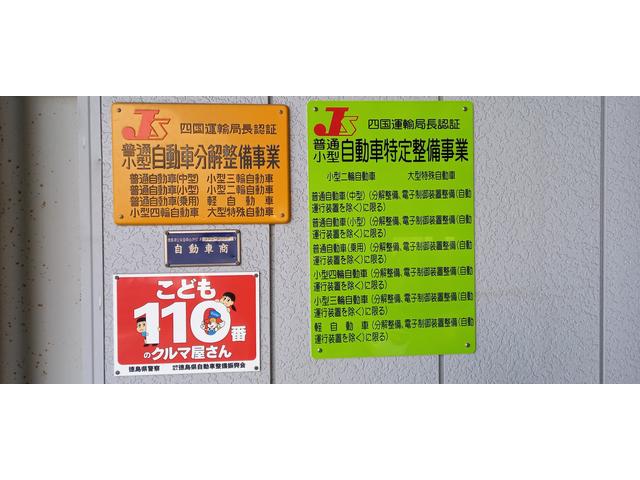 JS 四国運輸局長認証
普通
小型 自動車分解整備事業
普通自動車(中型) 小型三輪自動車
普通自動車(小型) 小型二輪自動車
普通自動車(乗用) 軽自動車
小型四輪自動車 大型特殊自動車
自動車商
こども
110番
のクルマ屋さん
徳島県警察 徳島県自動車整備振興会
JS 四国運輸局長認証
普通
小型 自動車特定整備事業
小型二輪自動車 大型特殊自動車
普通自動車(中型)(分解整備、電子制御装置整備(自動
運行装置を除く)に限る)
普通自動車(小型)(分解整備、電子制御装置整備(自動
運行装置を除く)に限る)
普通自動車(乗用)(分解整備、電子制御装置整備(自動
運行装置を除く)に限る)
小型四輪自動車(分解整備、電子制御装置整備(自動
運行装置を除く)に限る)
小型三輪自動車(分解整備、電子制御装置整備(自動
運行装置を除く)に限る)
軽自動車(分解整備、電子制御装置整備(自動
運行装置を除く)に限る)